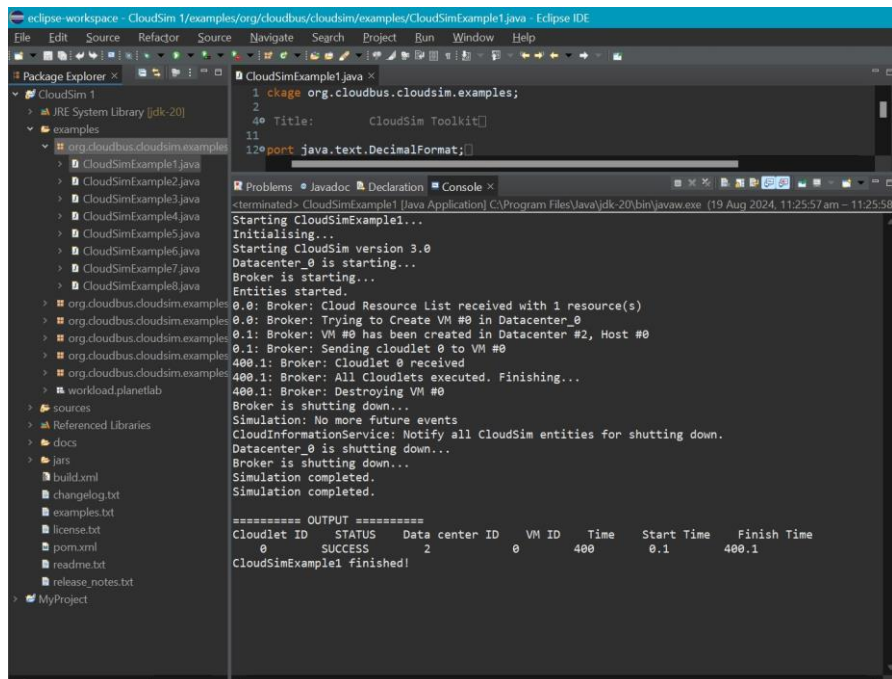 eclipse-workspace - CloudSim 1/examples/org/cloudbus/cloudsim/examples/CloudSimExample1.java - Eclipse IDE
File Edit Source Refactor Source Navigate Search Project Run Window Help
Package Explorer
CloudSim 1
JRE System Library [jdk-20]
examples
org.cloudbus.cloudsim.examples
CloudSimExample1.java
CloudSimExample2.java
CloudSimExample3.java
CloudSimExample4.java
CloudSimExample5.java
CloudSimExample6.java
CloudSimExample7.java
CloudSimExample8.java
org.cloudbus.cloudsim.examples
org.cloudbus.cloudsim.examples
org.cloudbus.cloudsim.examples
org.cloudbus.cloudsim.examples
org.cloudbus.cloudsim.examples
workload.planetlab
sources
Referenced Libraries
docs
jars
build.xml
changelog.txt
examples.txt
license.txt
pom.xml
readme.txt
release_notes.txt
MyProject
CloudSimExample1.java
1 ckage org.cloudbus.cloudsim.examples;
2
4 Title: CloudSim Toolkit
11
12 port java.text.DecimalFormat;
Problems Javadoc Declaration Console
<terminated> CloudSimExample1 [Java Application] C:\Program Files\Java\jdk-20\bin\javaw.exe (19 Aug 2024, 11:25:57 am – 11:25:58
Starting CloudSimExample1...
Initialising...
Starting CloudSim version 3.0
Datacenter_0 is starting...
Broker is starting...
Entities started.
0.0: Broker: Cloud Resource List received with 1 resource(s)
0.0: Broker: Trying to Create VM #0 in Datacenter_0
0.1: Broker: VM #0 has been created in Datacenter #2, Host #0
0.1: Broker: Sending cloudlet 0 to VM #0
400.1: Broker: Cloudlet 0 received
400.1: Broker: All Cloudlets executed. Finishing...
400.1: Broker: Destroying VM #0
Broker is shutting down...
Simulation: No more future events
CloudInformationService: Notify all CloudSim entities for shutting down.
Datacenter_0 is shutting down...
Broker is shutting down...
Simulation completed.
Simulation completed.
========== OUTPUT ==========
Cloudlet ID STATUS Data center ID VM ID Time Start Time Finish Time
0 SUCCESS 2 0 400 0.1 400.1
CloudSimExample1 finished!